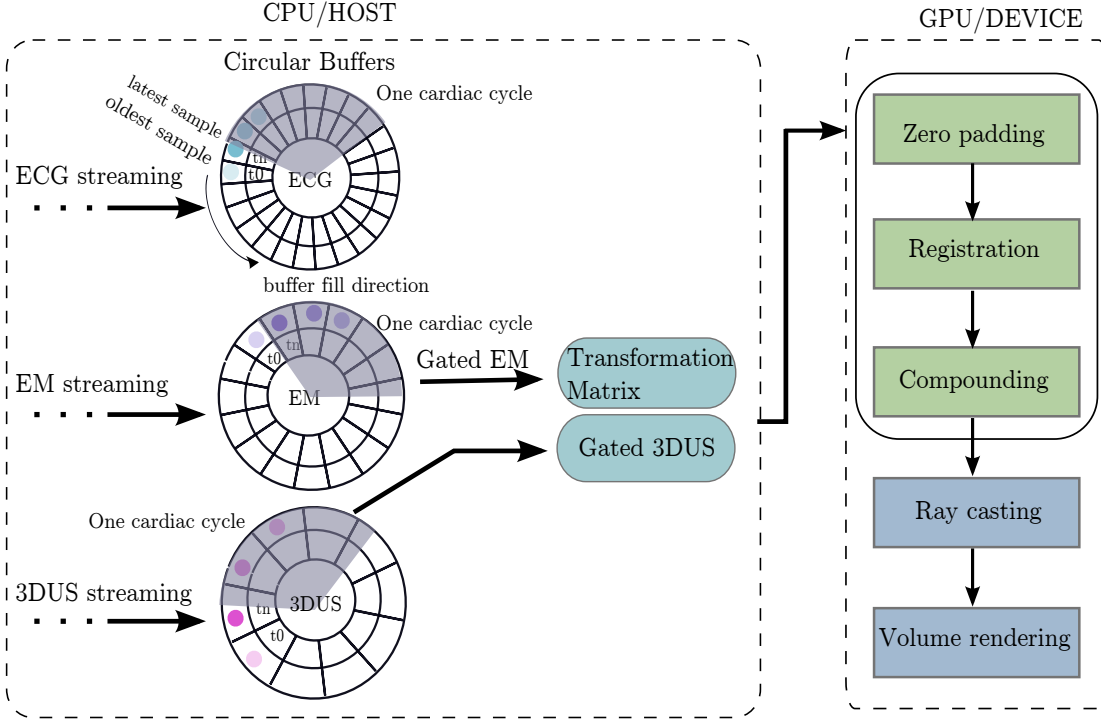 CPU/HOST
GPU/DEVICE
Circular Buffers
latest sample
oldest sample
One cardiac cycle
tn
t0
ECG
ECG streaming
buffer fill direction
One cardiac cycle
tn
t0
EM
EM streaming
Gated EM
Transformation
Matrix
Gated 3DUS
One cardiac cycle
3DUS streaming
3DUS
tn
t0
Zero padding
Registration
Compounding
Ray casting
Volume rendering